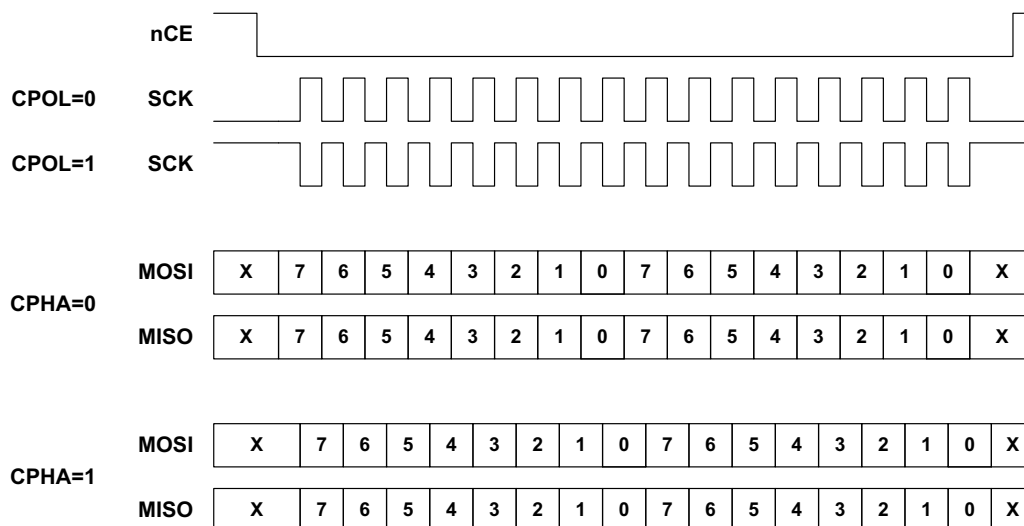 nCE
CPOL=0 SCK
CPOL=1 SCK
MOSI X 7 6 5 4 3 2 1 0 7 6 5 4 3 2 1 0 X
CPHA=0
MISO X 7 6 5 4 3 2 1 0 7 6 5 4 3 2 1 0 X
MOSI X 7 6 5 4 3 2 1 0 7 6 5 4 3 2 1 0 X
CPHA=1
MISO X 7 6 5 4 3 2 1 0 7 6 5 4 3 2 1 0 X